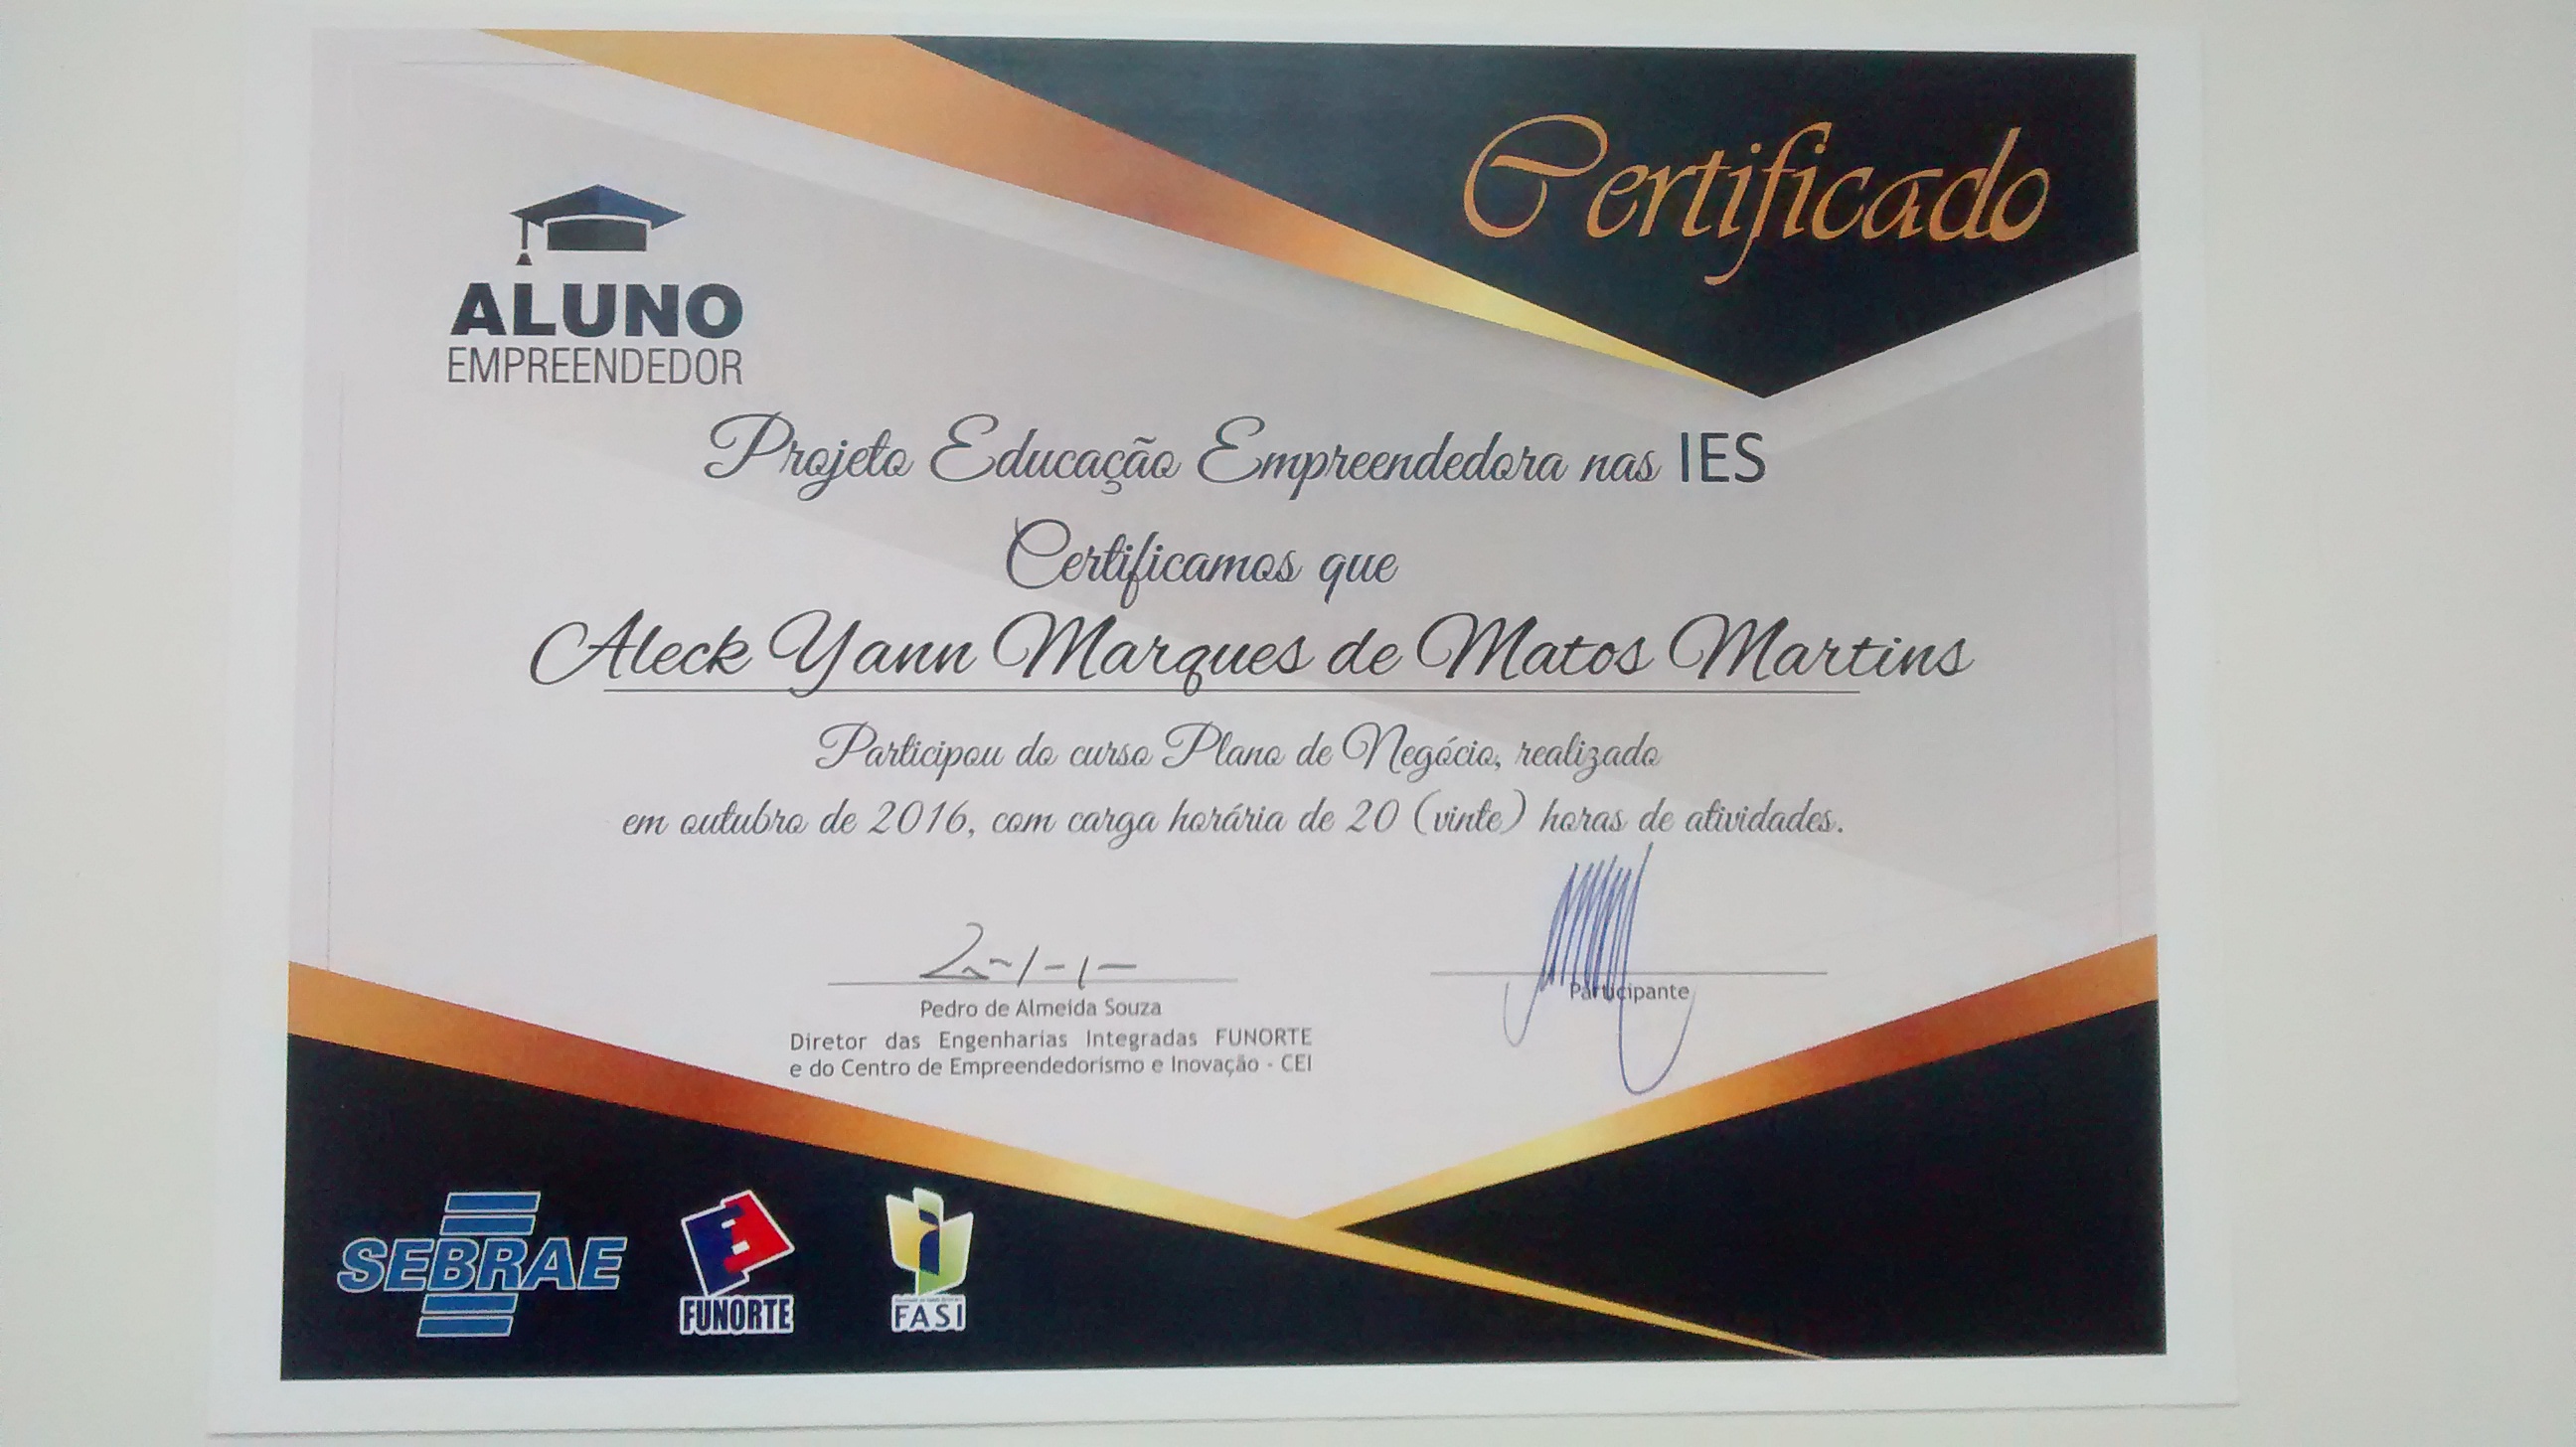 Certificado
ALUNO
EMPREENDEDOR
Projeto Educação Empreendedora nas IES
Certificamos que
Aleck Yann Marques de Matos Martins
Participou do curso Plano de Negócio, realizado
em outubro de 2016, com carga horária de 20 (vinte) horas de atividades.
Pedro de Almeida Souza
Diretor das Engenharias Integradas FUNORTE
e do Centro de Empreendedorismo e Inovação - CEI
Participante
SEBRAE
FUNORTE
FASI